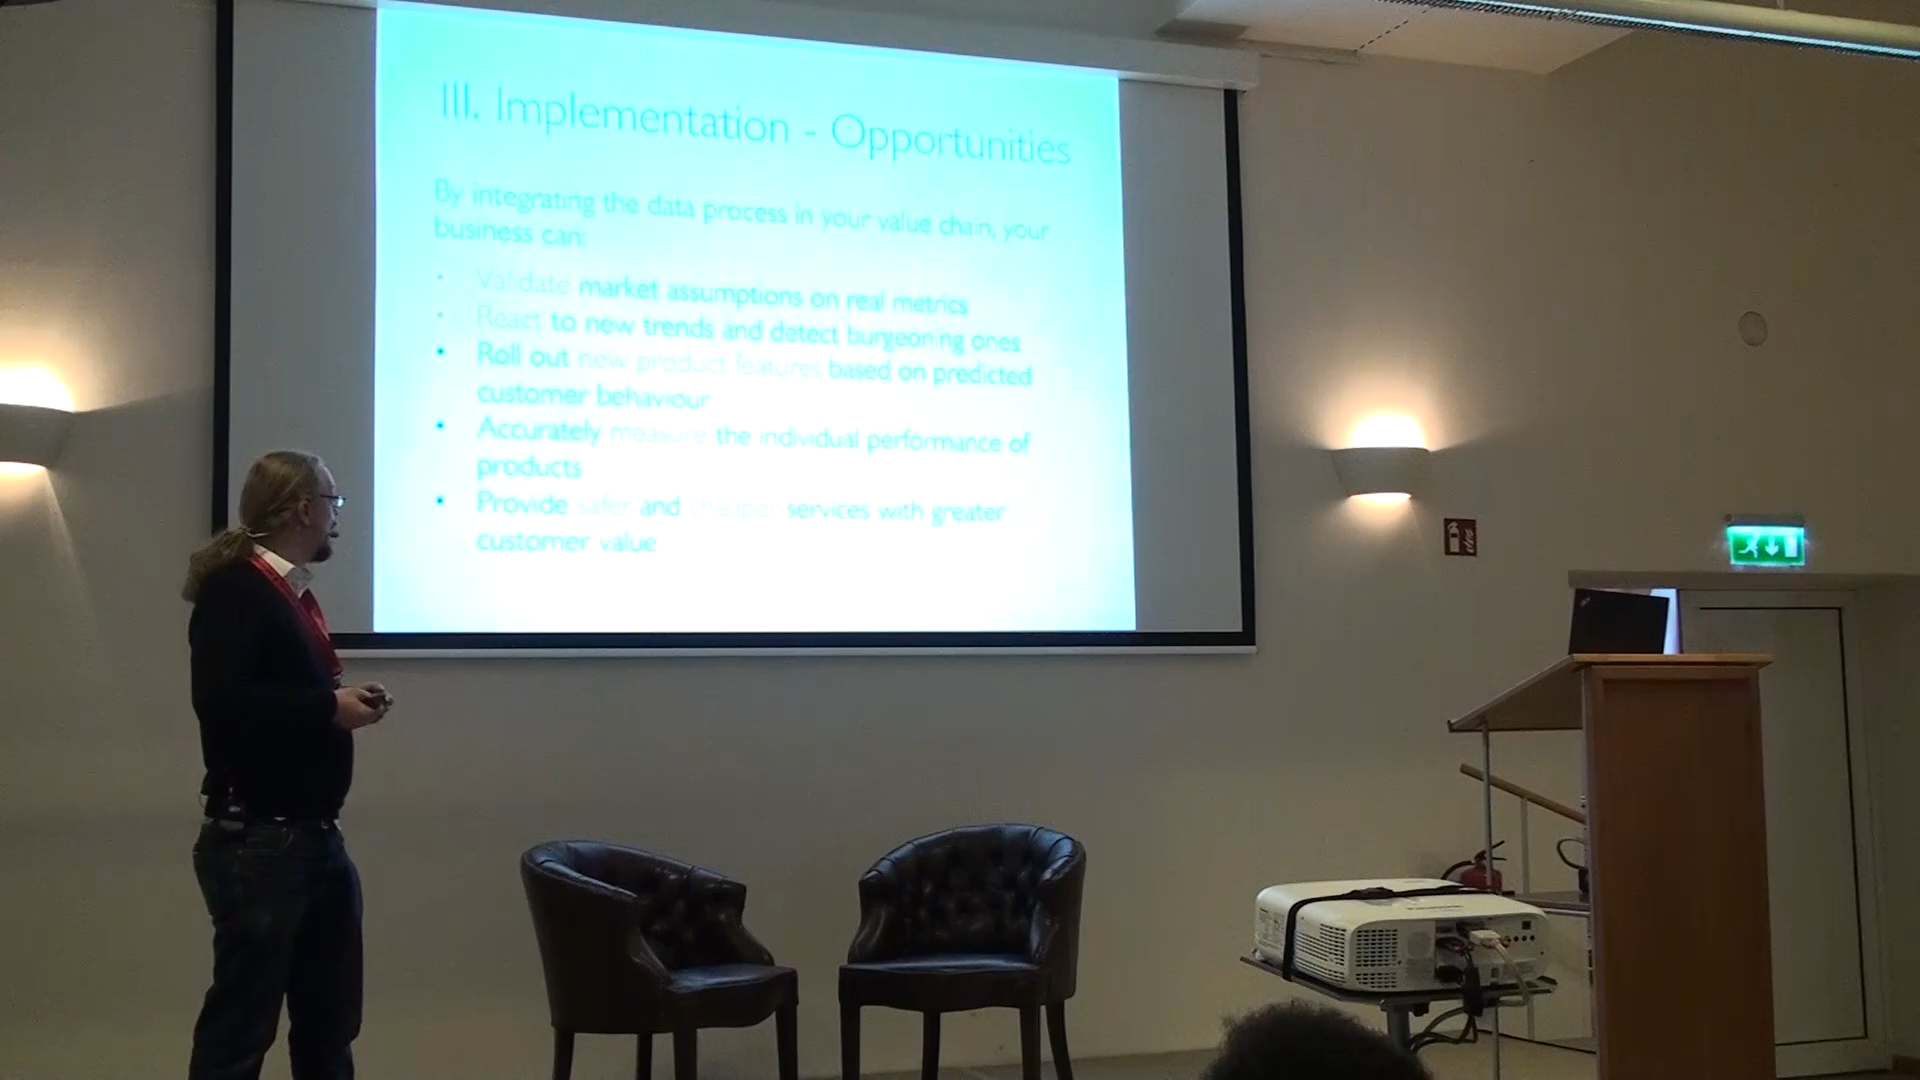 III. Implementation - Opportunities
By integrating the data process in your value chain, your
business can:
• Validate market assumptions on real metrics
• React to new trends and detect burgeoning ones
• Roll out new product features based on predicted
customer behaviour
• Accurately measure the individual performance of
products
• Provide safer and cheaper services with greater
customer value